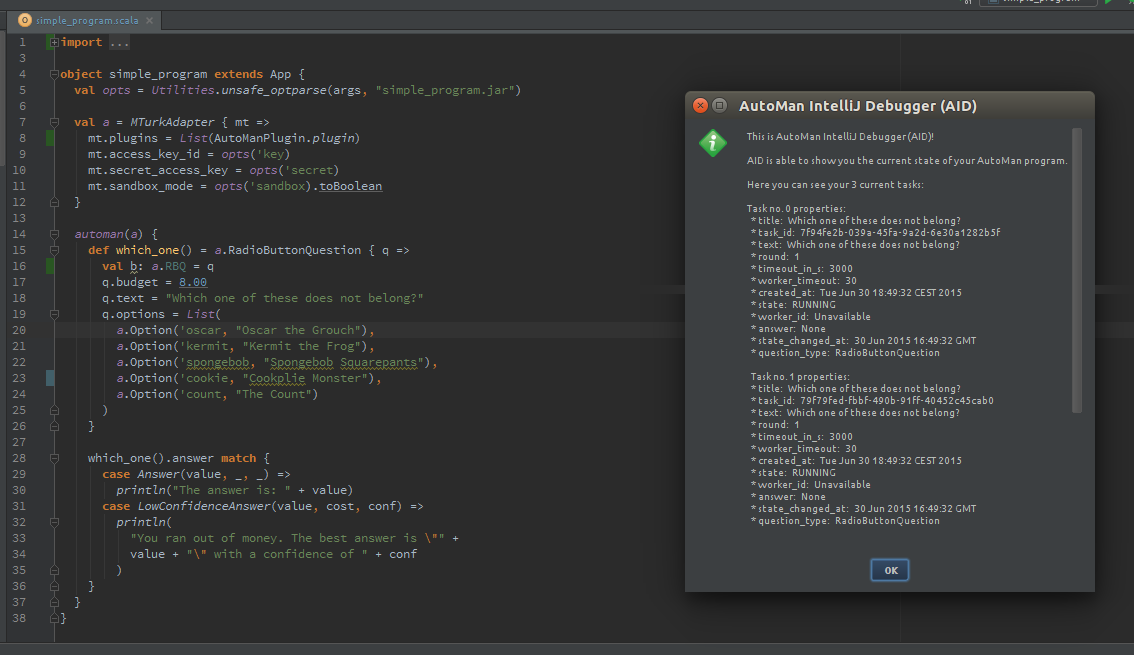 simple_program.scala
1 import ...
3
4 object simple_program extends App {
5 val opts = Utilities.unsafe_optparse(args, "simple_program.jar")
6
7 val a = MTurkAdapter { mt =>
8 mt.plugins = List(AutoManPlugin.plugin)
9 mt.access_key_id = opts('key)
10 mt.secret_access_key = opts('secret)
11 mt.sandbox_mode = opts('sandbox).toBoolean
12 }
13
14 automan(a) {
15 def which_one() = a.RadioButtonQuestion { q =>
16 val b: a.RBQ = q
17 q.budget = 8.00
18 q.text = "Which one of these does not belong?"
19 q.options = List(
20 a.Option('oscar, "Oscar the Grouch"),
21 a.Option('kermit, "Kermit the Frog"),
22 a.Option('spongebob, "Spongebob Squarepants"),
23 a.Option('cookie, "Cookplie Monster"),
24 a.Option('count, "The Count")
25 )
26 }
27
28 which_one().answer match {
29 case Answer(value, _, _) =>
30 println("The answer is: " + value)
31 case LowConfidenceAnswer(value, cost, conf) =>
32 println(
33 "You ran out of money. The best answer is \"" +
34 value + "\" with a confidence of " + conf
35 )
36 }
37 }
38 }
AutoMan IntelliJ Debugger (AID)
This is AutoMan IntelliJ Debugger(AID)!
AID is able to show you the current state of your AutoMan program.
Here you can see your 3 current tasks:
Task no. 0 properties:
* title: Which one of these does not belong?
* task_id: 7f94fe2b-039a-45fa-9a2d-6e30a1282b5f
* text: Which one of these does not belong?
* round: 1
* timeout_in_s: 3000
* worker_timeout: 30
* created_at: Tue Jun 30 18:49:32 CEST 2015
* state: RUNNING
* worker_id: Unavailable
* answer: None
* state_changed_at: 30 Jun 2015 16:49:32 GMT
* question_type: RadioButtonQuestion
Task no. 1 properties:
* title: Which one of these does not belong?
* task_id: 79f79fed-fbbf-490b-91ff-40452c45cab0
* text: Which one of these does not belong?
* round: 1
* timeout_in_s: 3000
* worker_timeout: 30
* created_at: Tue Jun 30 18:49:32 CEST 2015
* state: RUNNING
* worker_id: Unavailable
* answer: None
* state_changed_at: 30 Jun 2015 16:49:32 GMT
* question_type: RadioButtonQuestion
OK